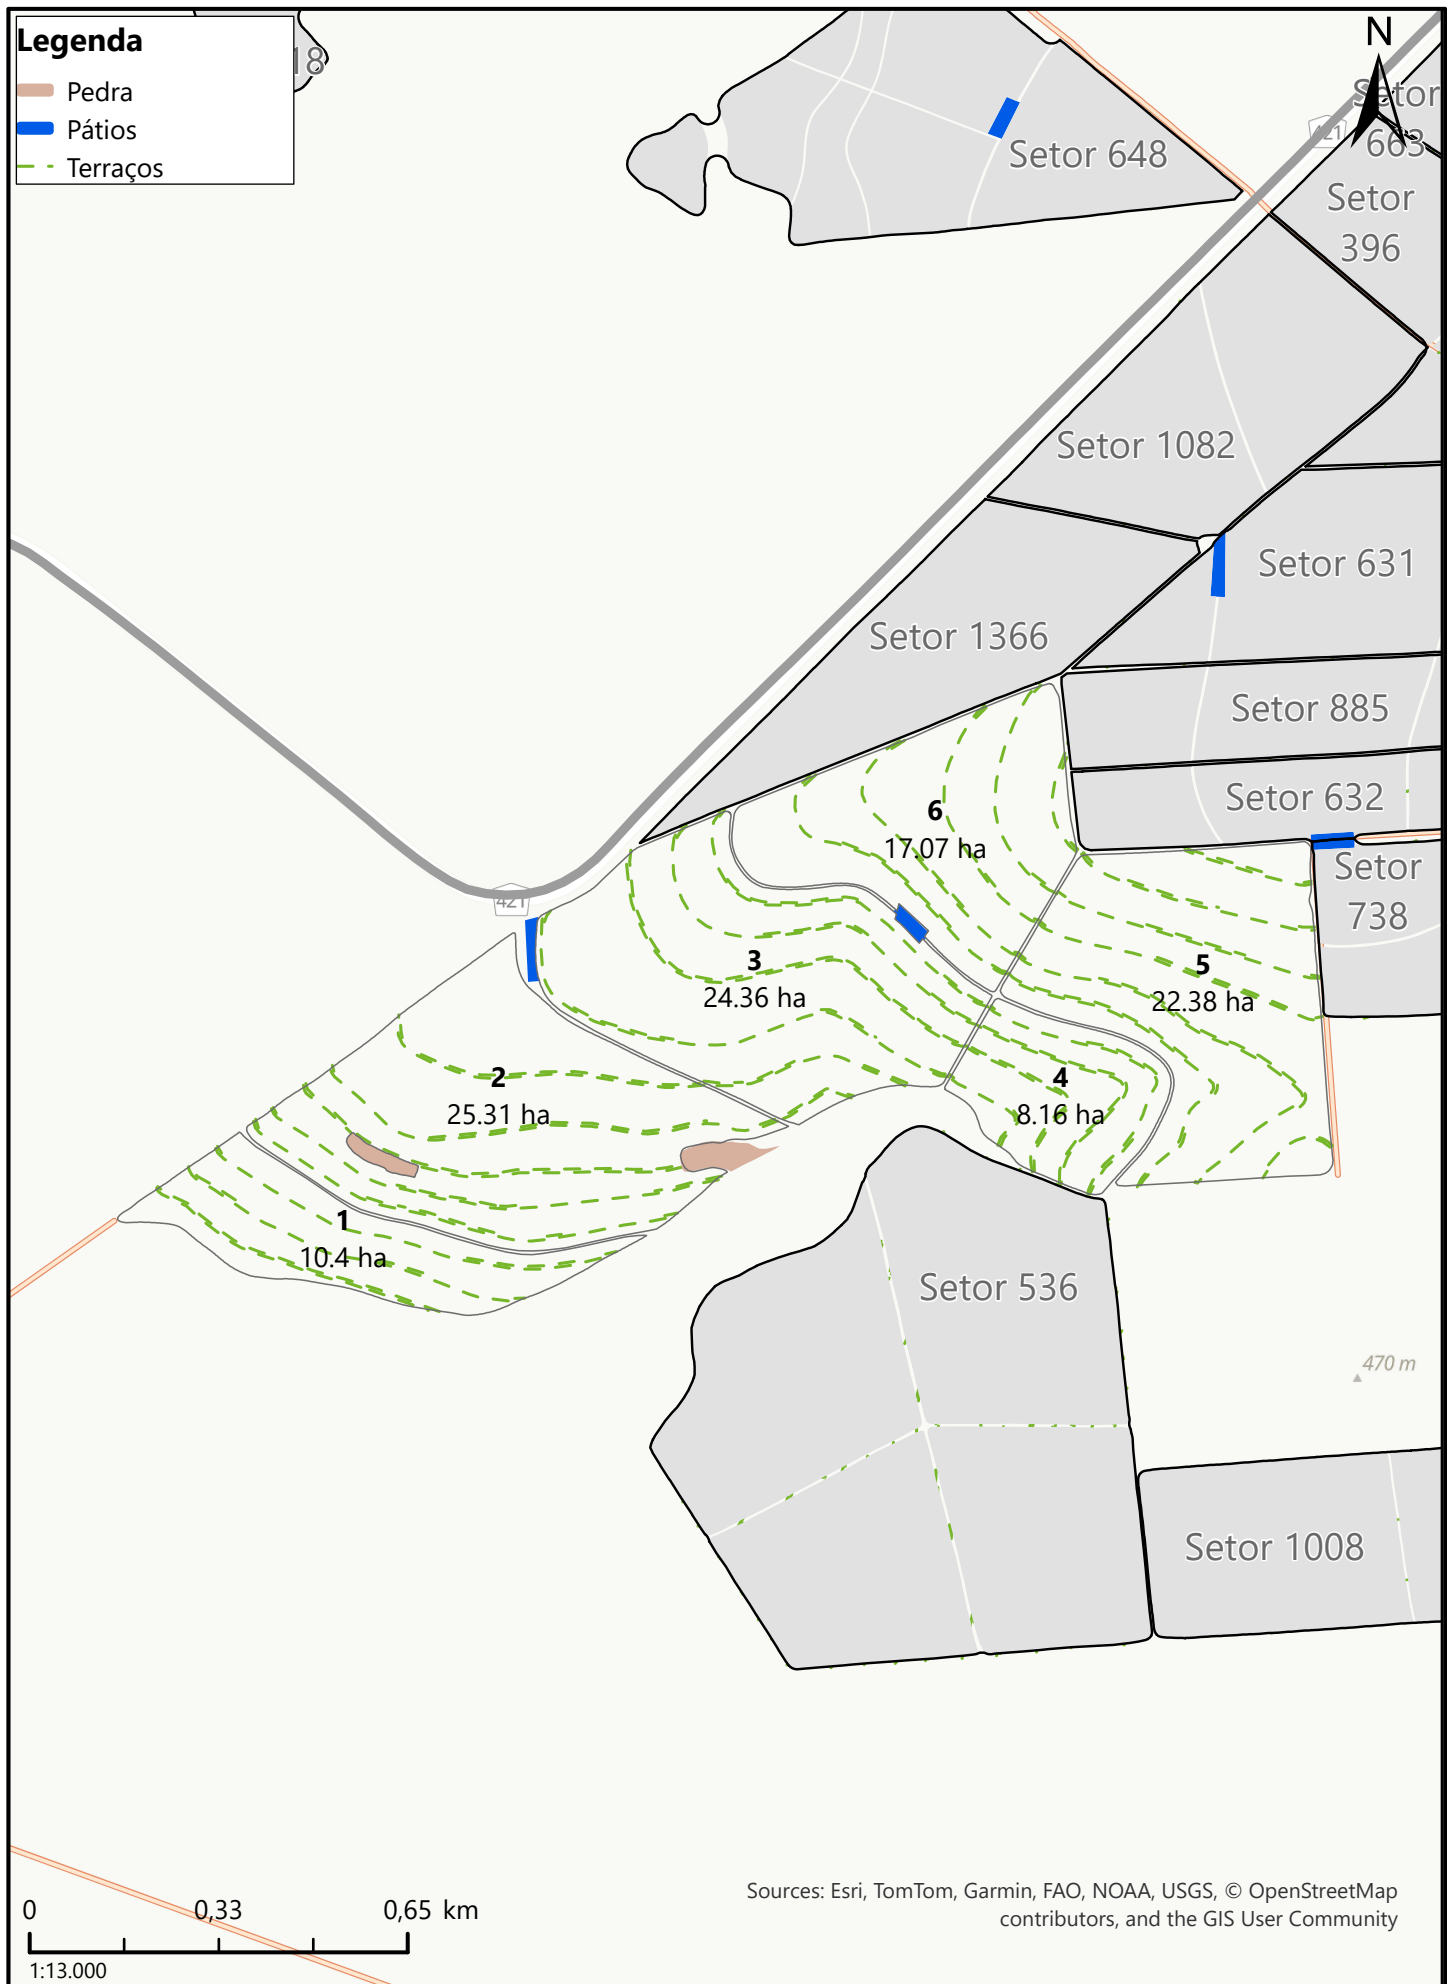 Legenda
Pedra
Pátios
Terraços
18
N
Setor
663
421
Setor 648
Setor
396
Setor 1082
Setor 631
Setor 1366
Setor 885
Setor 632
6
17.07 ha
Setor
738
421
3
24.36 ha
5
22.38 ha
2
25.31 ha
4
8.16 ha
1
10.4 ha
Setor 536
470 m
Setor 1008
Sources: Esri, TomTom, Garmin, FAO, NOAA, USGS, © OpenStreetMap
contributors, and the GIS User Community
0 0,33 0,65 km
1:13.000